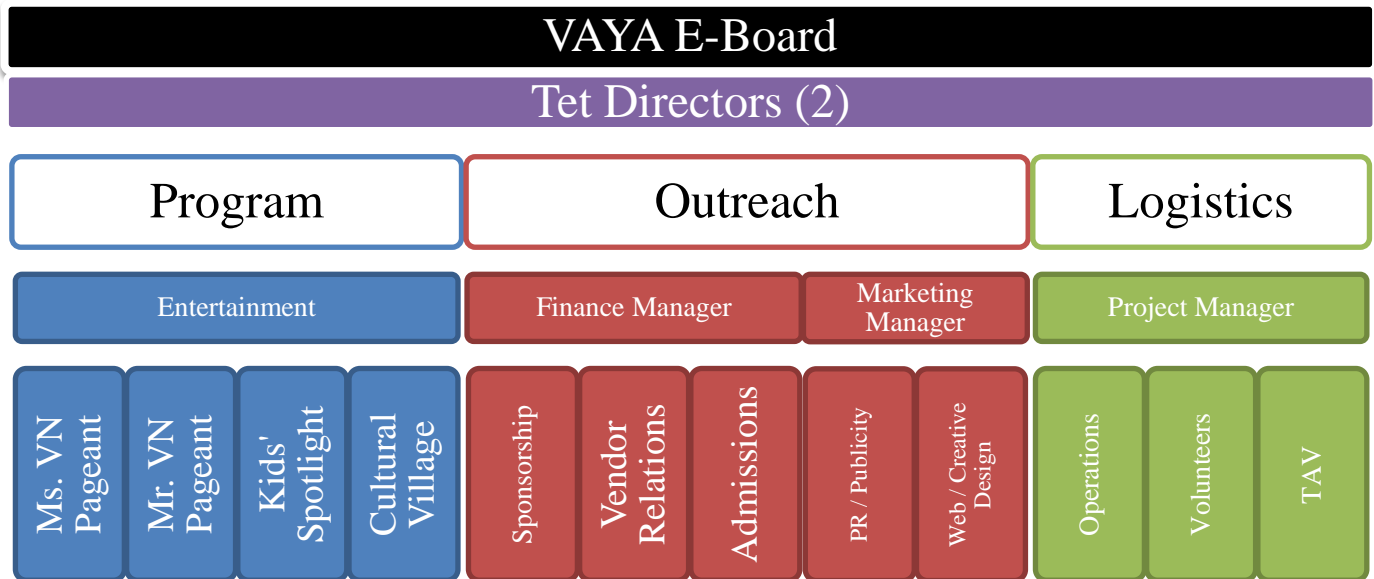 VAYA E-Board
Tet Directors (2)
Program
Outreach
Logistics
Entertainment
Finance Manager
Marketing
Manager
Project Manager
Ms. VN
Pageant
Mr. VN
Pageant
Kids'
Spotlight
Cultural
Village
Sponsorship
Vendor
Relations
Admissions
PR / Publicity
Web / Creative
Design
Operations
Volunteers
TAV